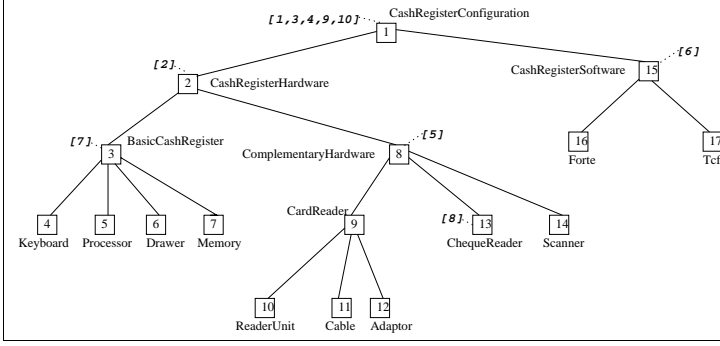 CashRegisterConfiguration
[1,3,4,9,10]
1
[2]
2
CashRegisterHardware
CashRegisterSoftware
15
[6]
[7]
3
BasicCashRegister
ComplementaryHardware
8
[5]
16
Forte
17
Tcf
4
Keyboard
5
Processor
6
Drawer
7
Memory
CardReader
9
[8]
13
ChequeReader
14
Scanner
10
ReaderUnit
11
Cable
12
Adaptor